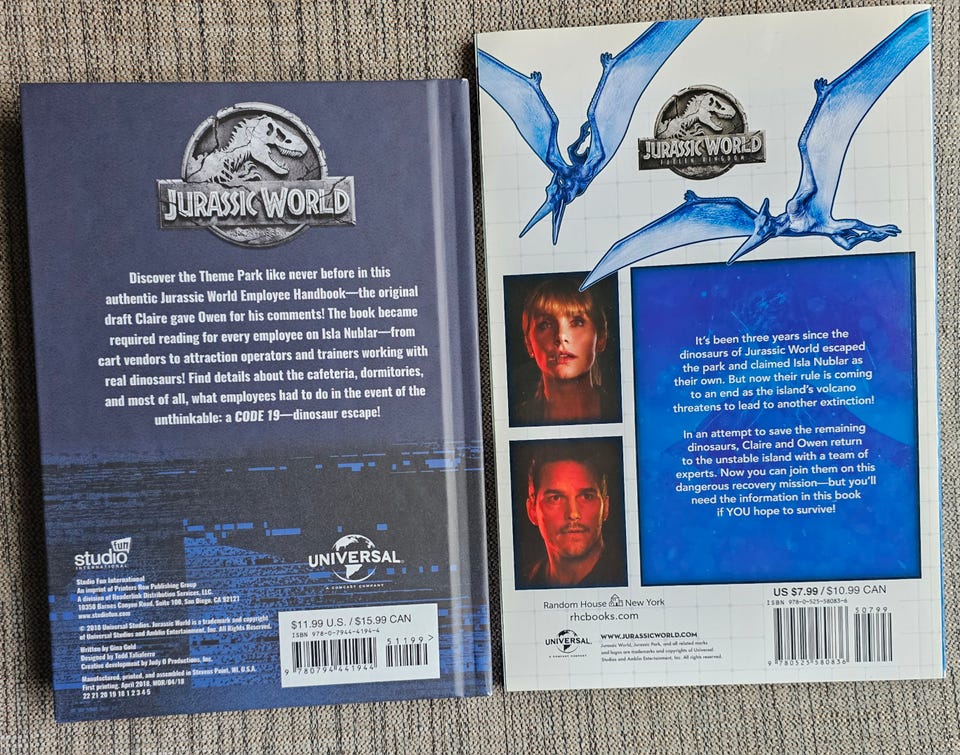 JURASSIC WORLD
Discover the Theme Park like never before in this
authentic Jurassic World Employee Handbook—the original
draft Claire gave Owen for his comments! The book became
required reading for every employee on Isla Nublar—from
cart vendors to attraction operators and trainers working with
real dinosaurs! Find details about the cafeteria, dormitories,
and most of all, what employees had to do in the event of the
unthinkable: a CODE 19—dinosaur escape!
studio fun
INTERNATIONAL
Studio Fun International
An imprint of Printers Row Publishing Group
A division of Readerlink Distribution Services, LLC
10350 Barnes Canyon Road, Suite 100, San Diego, CA 92121
www.studiofun.com
© 2018 Universal Studios. Jurassic World is a trademark and copyright
of Universal Studios and Amblin Entertainment, Inc. All Rights Reserved.
Written by Gina Gold
Designed by Todd Taliaferro
Creative development by Judy O Productions, Inc.
Manufactured, printed, and assembled in Stevens Point, WI, U.S.A.
First printing, April 2018. WOR/04/18
22 21 20 19 18 1 2 3 4 5
UNIVERSAL
A COMCAST COMPANY
$11.99 U.S. / $15.99 CAN
ISBN 978-0-7944-4194-4
51199>
9 780794 441944
JURASSIC WORLD
FALLEN KINGDOM
It's been three years since the
dinosaurs of Jurassic World escaped
the park and claimed Isla Nublar as
their own. But now their rule is coming
to an end as the island's volcano
threatens to lead to another extinction!
In an attempt to save the remaining
dinosaurs, Claire and Owen return
to the unstable island with a team of
experts. Now you can join them on this
dangerous recovery mission—but you'll
need the information in this book
if YOU hope to survive!
Random House New York
rhcbooks.com
UNIVERSAL
A COMCAST COMPANY
WWW.JURASSICWORLD.COM
Jurassic World, Jurassic Park, and all related marks
and logos are trademarks and copyrights of Universal
Studios and Amblin Entertainment, Inc. All rights reserved.
US $7.99 / $10.99 CAN
ISBN 978-0-525-58083-6
50799
9 780525 580836